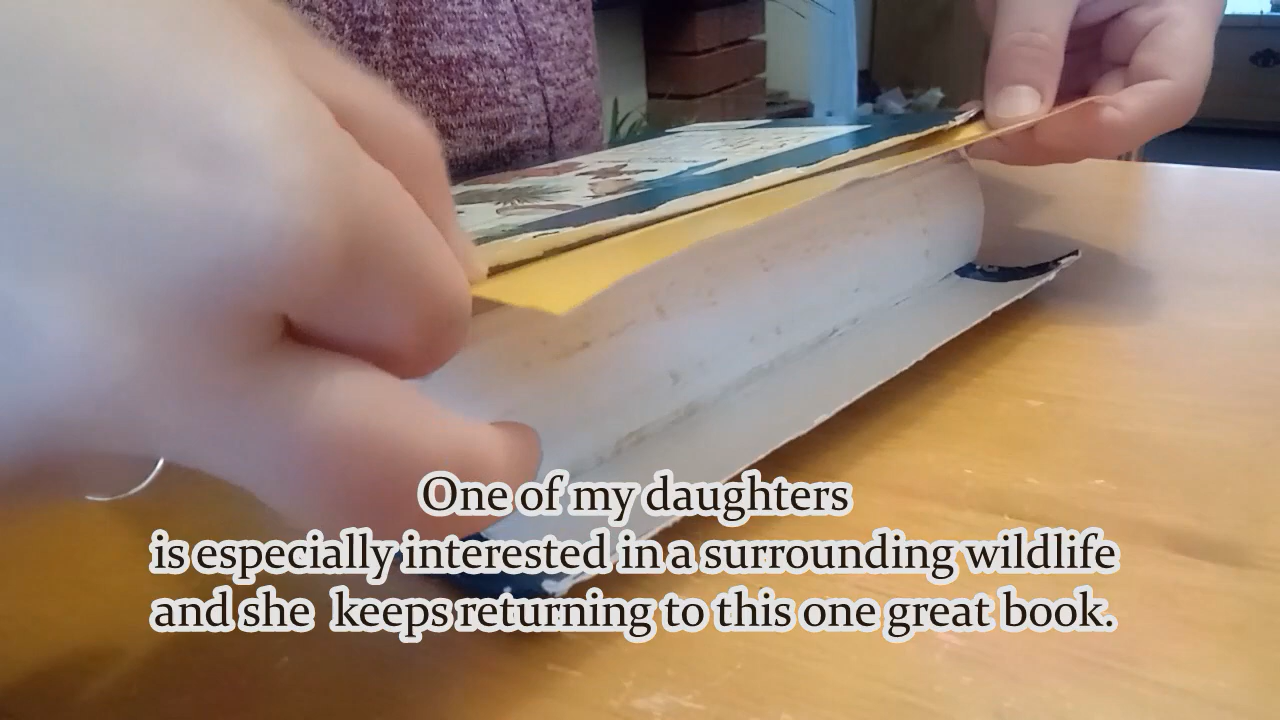 One of my daughters
is especially interested in a surrounding wildlife
and she  keeps returning to this one great book.